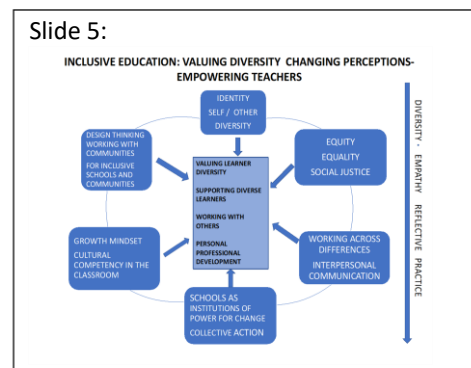 Slide 5:
INCLUSIVE EDUCATION: VALUING DIVERSITY CHANGING PERCEPTIONS-
EMPOWERING TEACHERS
IDENTITY
SELF / OTHER
DIVERSITY
DESIGN THINKING
WORKING WITH
COMMUNITIES
FOR INCLUSIVE
SCHOOLS AND
COMMUNITIES
EQUITY
EQUALITY
SOCIAL JUSTICE
VALUING LEARNER
DIVERSITY
SUPPORTING DIVERSE
LEARNERS
WORKING WITH
OTHERS
PERSONAL
PROFESSIONAL
DEVELOPMENT
GROWTH MINDSET
CULTURAL
COMPETENCY IN THE
CLASSROOM
WORKING ACROSS
DIFFERENCES
INTERPERSONAL
COMMUNICATION
SCHOOLS AS
INSTITUTIONS OF
POWER FOR CHANGE
COLLECTIVE ACTION
DIVERSITY - EMPATHY REFLECTIVE PRACTICE